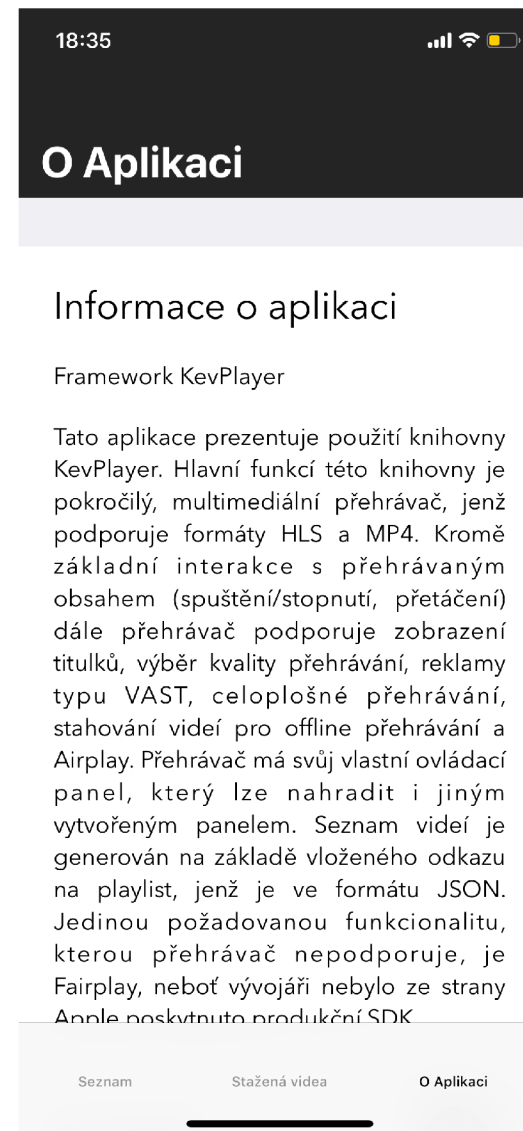 18:35
O Aplikaci
Informace o aplikaci
Framework KevPlayer
Tato aplikace prezentuje použití knihovny
KevPlayer. Hlavní funkcí této knihovny je
pokročilý, multimediální přehrávač, jenž
podporuje formáty HLS a MP4. Kromě
základní interakce s přehrávaným
obsahem (spuštění/stopnutí, přetáčení)
dále přehrávač podporuje zobrazení
titulků, výběr kvality přehrávání, reklamy
typu VAST, celoplošné přehrávání,
stahování videí pro offline přehrávání a
Airplay. Přehrávač má svůj vlastní ovládací
panel, který lze nahradit i jiným
vytvořeným panelem. Seznam videí je
generován na základě vloženého odkazu
na playlist, jenž je ve formátu JSON.
Jedinou požadovanou funkcionalitu,
kterou přehrávač nepodporuje, je
Fairplay, neboť vývojáři nebylo ze strany
Apple poskytnuto produkční SDK
Seznam
Stažená videa
O Aplikaci